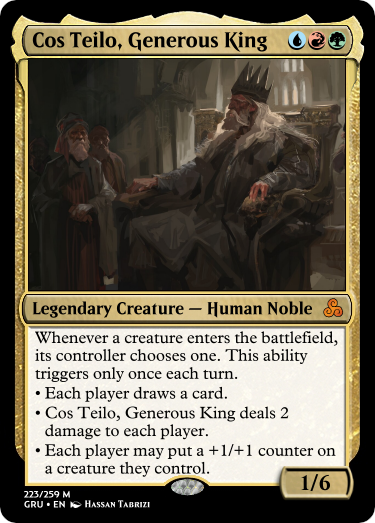 Cos Teilo, Generous King
Legendary Creature — Human Noble
Whenever a creature enters the battlefield,
its controller chooses one. This ability
triggers only once each turn.
• Each player draws a card.
• Cos Teilo, Generous King deals 2
damage to each player.
• Each player may put a +1/+1 counter on
a creature they control.
1/6
223/259 M
GRU • EN Hassan Tabrizi